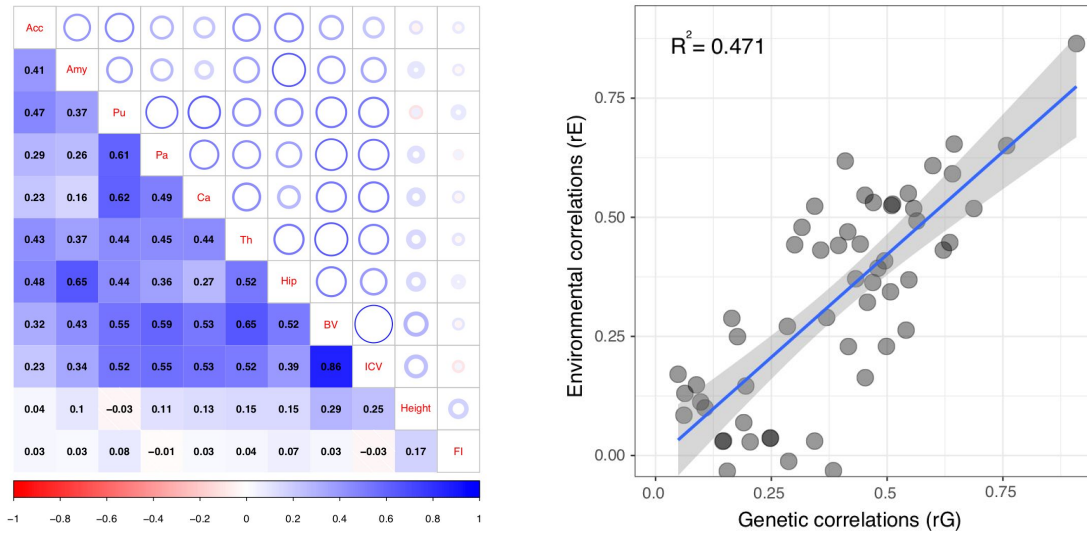 Acc
0.41 Amy
0.47 0.37 Pu
0.29 0.26 0.61 Pa
0.23 0.16 0.62 0.49 Ca
0.43 0.37 0.44 0.45 0.44 Th
0.48 0.65 0.44 0.36 0.27 0.52 Hip
0.32 0.43 0.55 0.59 0.53 0.65 0.52 BV
0.23 0.34 0.52 0.55 0.53 0.52 0.39 0.86 ICV
0.04 0.1 −0.03 0.11 0.13 0.15 0.15 0.29 0.25 Height
0.03 0.03 0.08 −0.01 0.03 0.04 0.07 0.03 −0.03 0.17 FI
−1 −0.8 −0.6 −0.4 −0.2 0 0.2 0.4 0.6 0.8 1
R² = 0.471
Environmental correlations (rE)
0.75
0.50
0.25
0.00
0.0 0.25 0.5 0.75
Genetic correlations (rG)